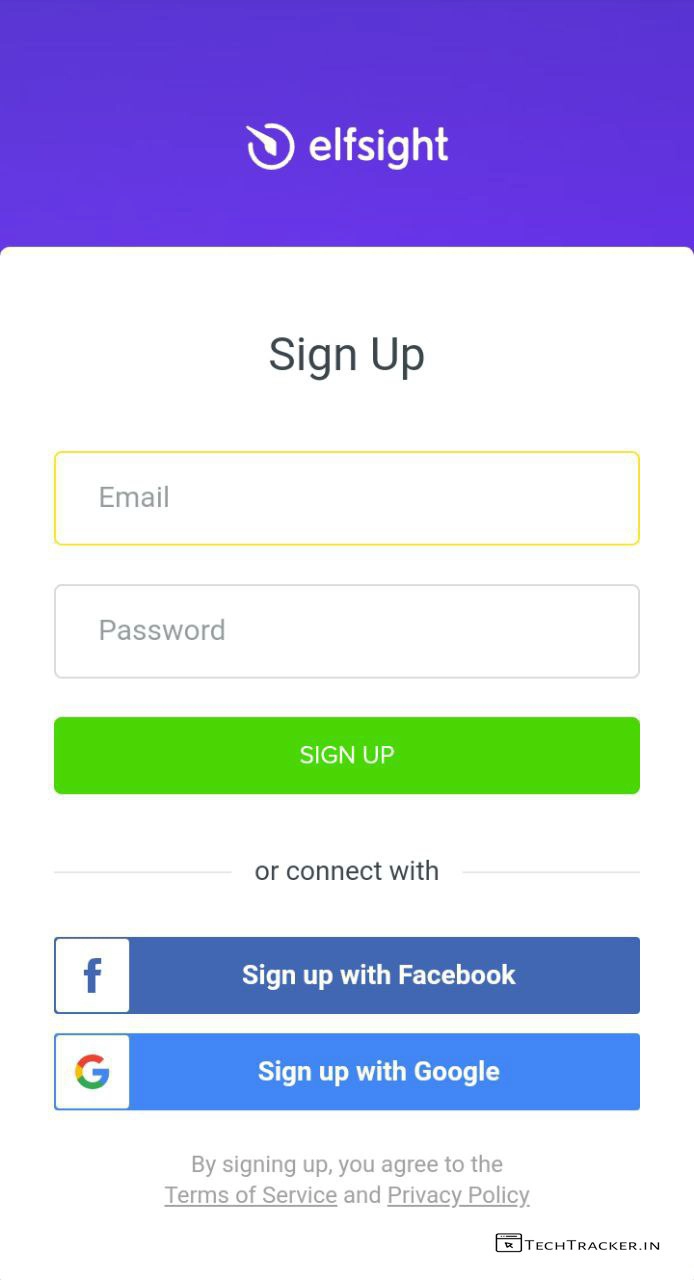 elfsight
Sign Up
Email
Password
SIGN UP
or connect with
f
Sign up with Facebook
G
Sign up with Google
By signing up, you agree to the
Terms of Service and Privacy Policy
TECHTRACKER.IN